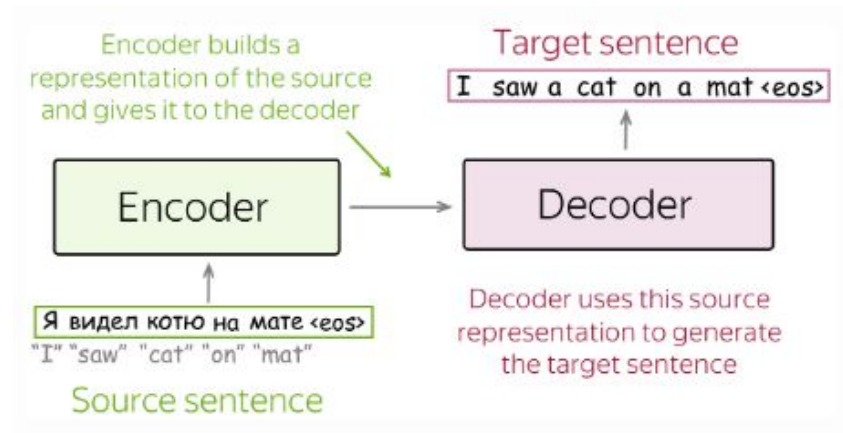 Encoder builds a
representation of the source
and gives it to the decoder
Target sentence
I saw a cat on a mat <eos>
Encoder
Decoder
Я видел котю на мате <eos>
"I" "saw" "cat" "on" "mat"
Source sentence
Decoder uses this source
representation to generate
the target sentence